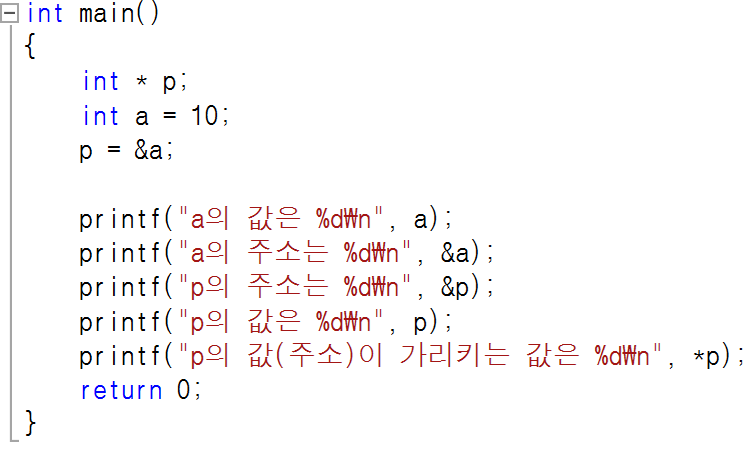 int main()
{
    int * p;
    int a = 10;
    p = &a;

    printf("a의 값은 %d₩n", a);
    printf("a의 주소는 %d₩n", &a);
    printf("p의 주소는 %d₩n", &p);
    printf("p의 값은 %d₩n", p);
    printf("p의 값(주소)이 가리키는 값은 %d₩n", *p);
    return 0;
}